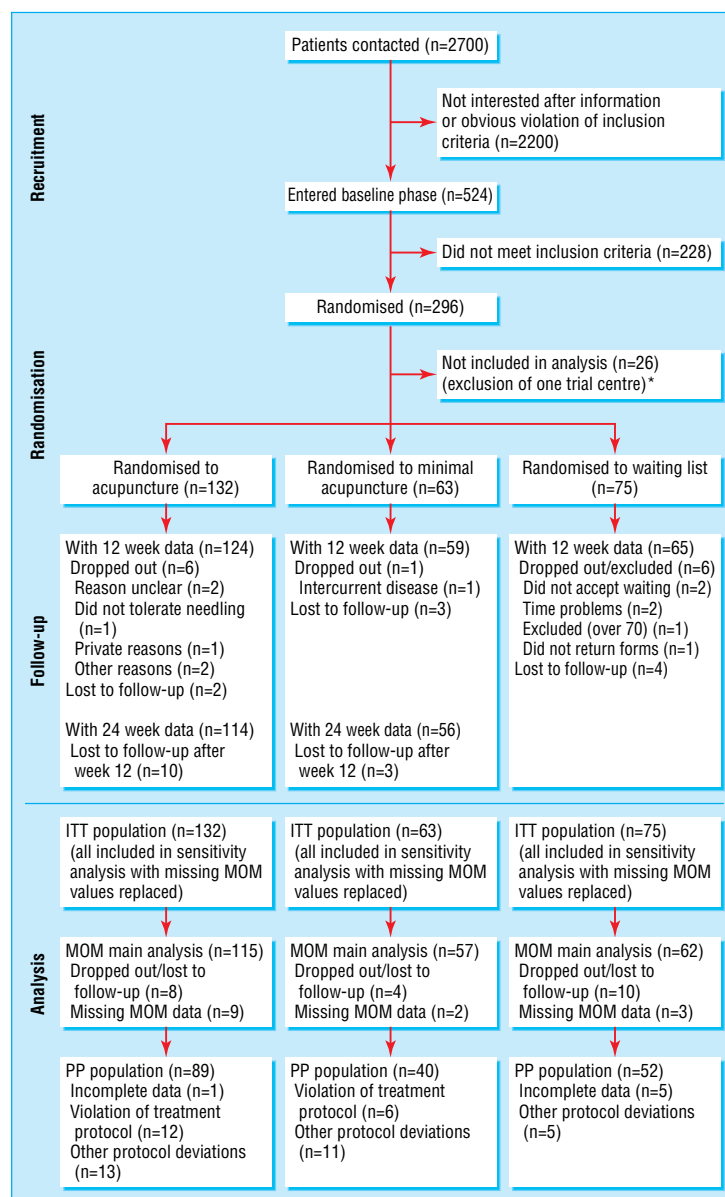 Recruitment
Patients contacted (n=2700)
Not interested after information
or obvious violation of inclusion
criteria (n=2200)
Entered baseline phase (n=524)
Did not meet inclusion criteria (n=228)
Randomised (n=296)
Randomisation
Not included in analysis (n=26)
(exclusion of one trial centre)*
Randomised to
acupuncture (n=132)
Randomised to minimal
acupuncture (n=63)
Randomised to waiting list
(n=75)
Follow-up
With 12 week data (n=124)
Dropped out (n=6)
Reason unclear (n=2)
Did not tolerate needling
(n=1)
Private reasons (n=1)
Other reasons (n=2)
Lost to follow-up (n=2)
With 24 week data (n=114)
Lost to follow-up after
week 12 (n=10)
With 12 week data (n=59)
Dropped out (n=1)
Intercurrent disease (n=1)
Lost to follow-up (n=3)
With 24 week data (n=56)
Lost to follow-up after
week 12 (n=3)
With 12 week data (n=65)
Dropped out/excluded (n=6)
Did not accept waiting (n=2)
Time problems (n=2)
Excluded (over 70) (n=1)
Did not return forms (n=1)
Lost to follow-up (n=4)
Analysis
ITT population (n=132)
(all included in sensitivity
analysis with missing MOM
values replaced)
ITT population (n=63)
(all included in sensitivity
analysis with missing MOM
values replaced)
ITT population (n=75)
(all included in sensitivity
analysis with missing MOM
values replaced)
MOM main analysis (n=115)
Dropped out/lost to
follow-up (n=8)
Missing MOM data (n=9)
MOM main analysis (n=57)
Dropped out/lost to
follow-up (n=4)
Missing MOM data (n=2)
MOM main analysis (n=62)
Dropped out/lost to
follow-up (n=10)
Missing MOM data (n=3)
PP population (n=89)
Incomplete data (n=1)
Violation of treatment
protocol (n=12)
Other protocol deviations
(n=13)
PP population (n=40)
Violation of treatment
protocol (n=6)
Other protocol deviations
(n=11)
PP population (n=52)
Incomplete data (n=5)
Other protocol deviations
(n=5)